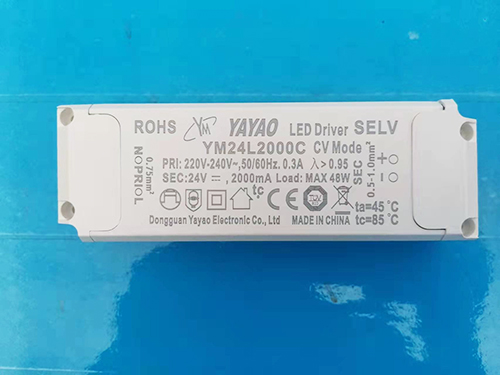 ROHS YM YAYAO LED Driver SELV
YM24L2000C CV Mode
PRI: 220V-240V~,50/60Hz. 0.3A λ> 0.95
SEC:24V ⎓ , 2000mA Load: MAX 48W
tc
ta=45℃
Dongguan Yayao Electronic Co., Ltd MADE IN CHINA tc=85℃
0.75mm²
NOPRIOL
SEC
0.5-1.0mm²
+
-